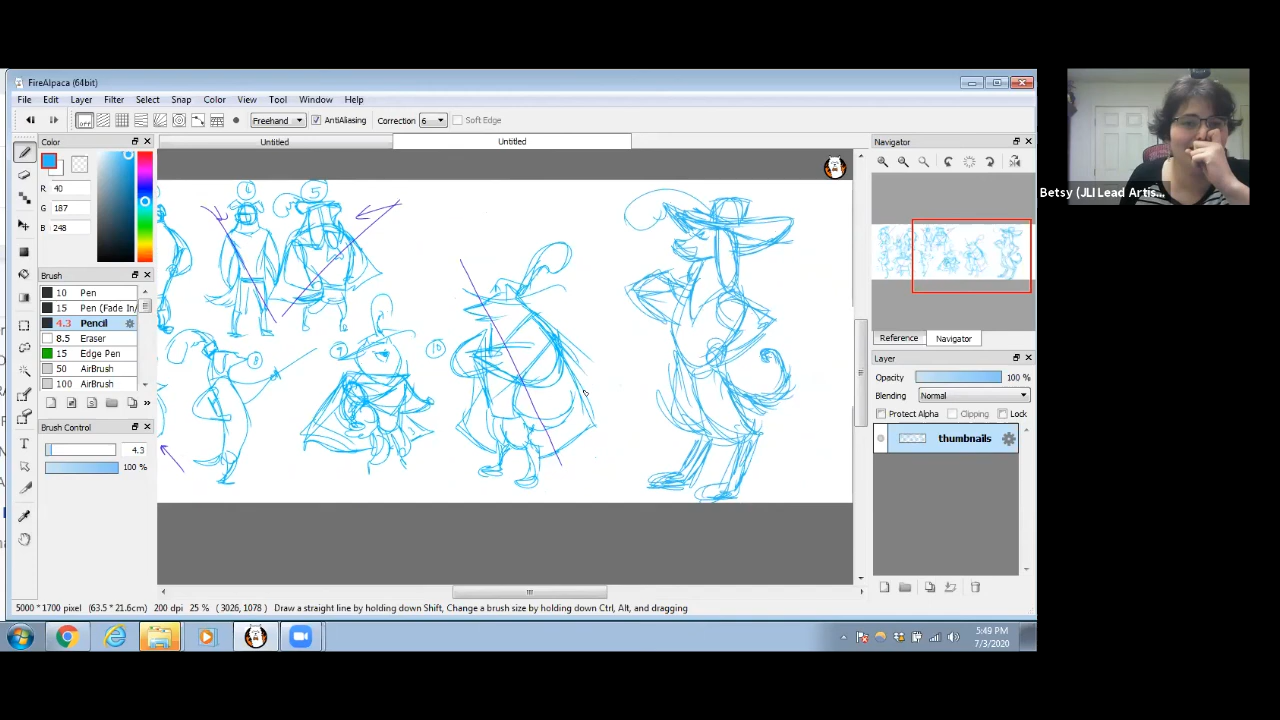 FireAlpaca (64bit)
File Edit Layer Filter Select Snap Color View Tool Window Help
off Freehand AntiAliasing Correction 6 Soft Edge
Color
Untitled
Untitled
Navigator
R 40
G 187
B 248
Betsy (JLI Lead Artis...
5
Brush
10 Pen
15 Pen (Fade In/
4.3 Pencil
8.5 Eraser
15 Edge Pen
50 AirBrush
100 AirBrush
8
9
10
Reference Navigator
Layer
Opacity 100 %
Blending Normal
Protect Alpha Clipping Lock
thumbnails
Brush Control
4.3
100 %
T
5000 * 1700 pixel (63.5 * 21.6cm) 200 dpi 25 % ( 3026, 1078 ) Draw a straight line by holding down Shift, Change a brush size by holding down Ctrl, Alt, and dragging
5:49 PM
7/3/2020